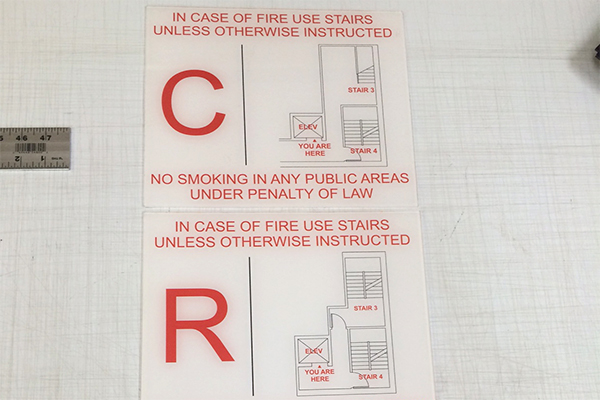 IN CASE OF FIRE USE STAIRS
UNLESS OTHERWISE INSTRUCTED
C
STAIR 3
ELEV
YOU ARE
HERE
STAIR 4
NO SMOKING IN ANY PUBLIC AREAS
UNDER PENALTY OF LAW
46 47
2 1
IN CASE OF FIRE USE STAIRS
UNLESS OTHERWISE INSTRUCTED
R
STAIR 3
ELEV
YOU ARE
HERE
STAIR 4